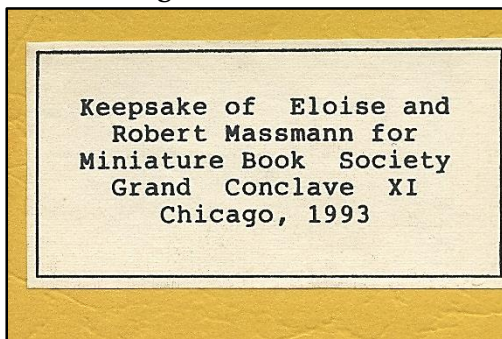 Keepsake of Eloise and
Robert Massmann for
Miniature Book Society
Grand Conclave XI
Chicago, 1993